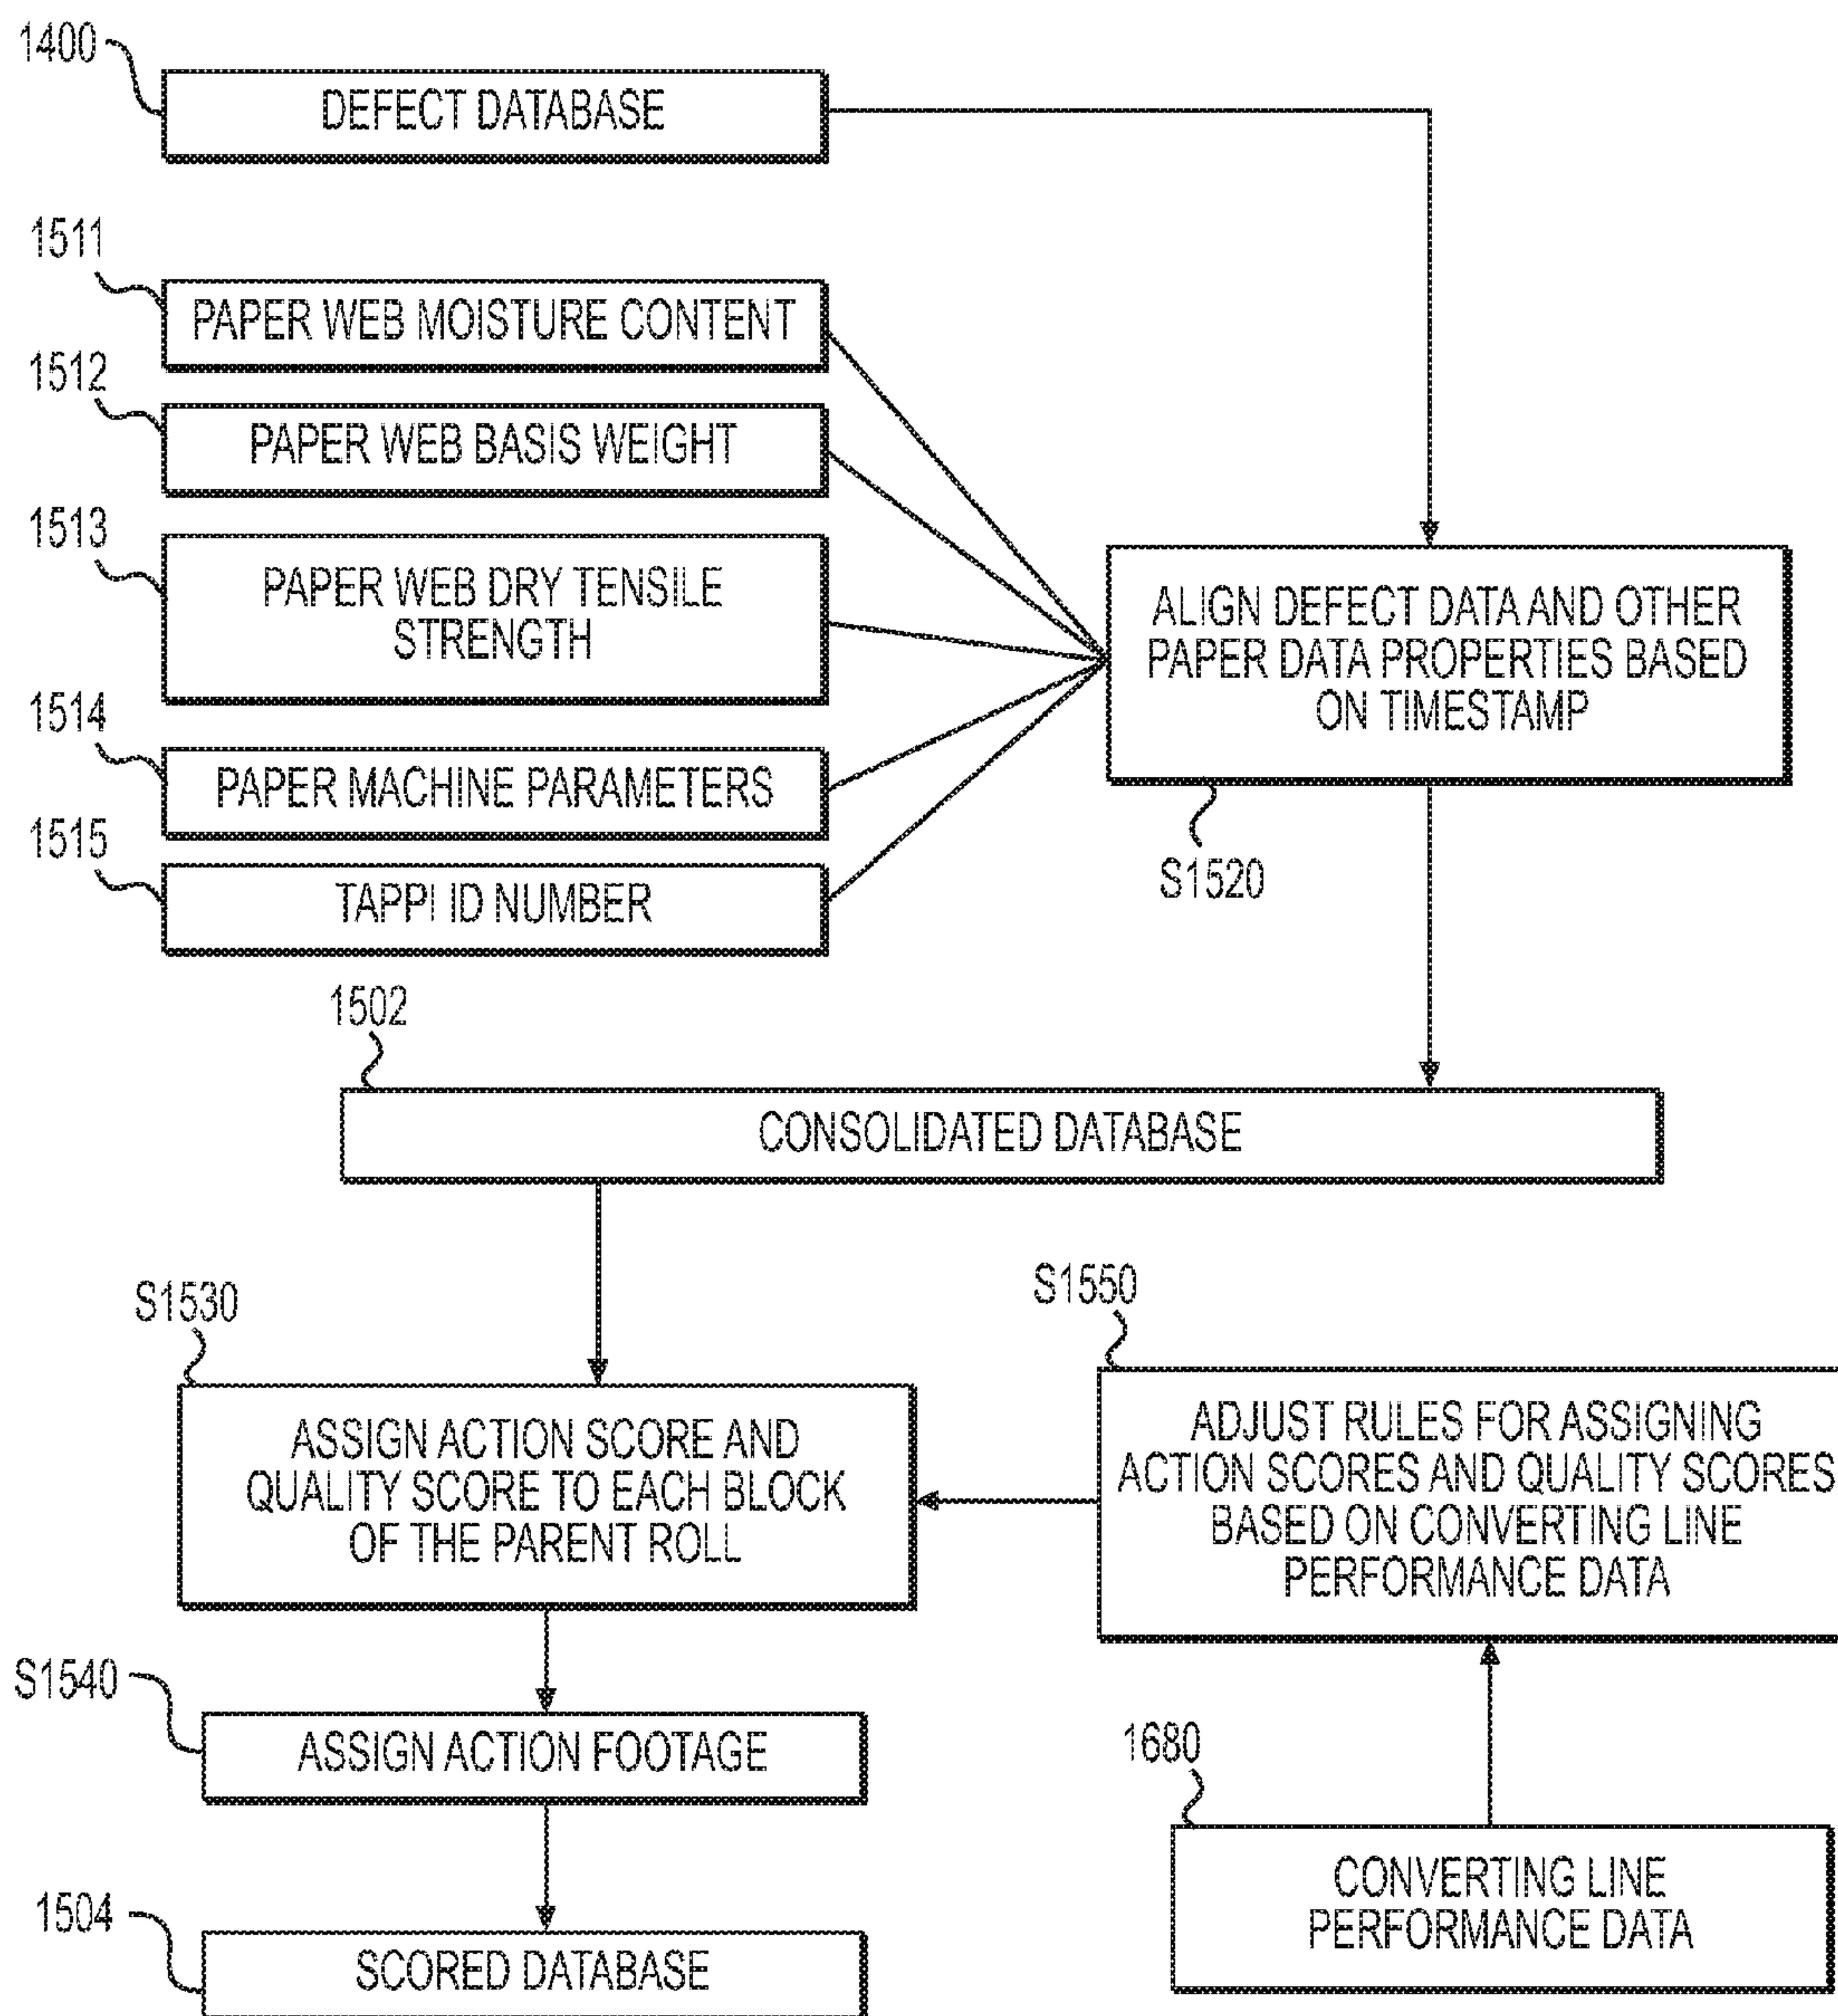 1400
DEFECT DATABASE
1511
PAPER WEB MOISTURE CONTENT
1512
PAPER WEB BASIS WEIGHT
1513
PAPER WEB DRY TENSILE
STRENGTH
1514
PAPER MACHINE PARAMETERS
1515
TAPPI ID NUMBER
ALIGN DEFECT DATA AND OTHER
PAPER DATA PROPERTIES BASED
ON TIMESTAMP
S1520
1502
CONSOLIDATED DATABASE
S1530
ASSIGN ACTION SCORE AND
QUALITY SCORE TO EACH BLOCK
OF THE PARENT ROLL
S1550
ADJUST RULES FOR ASSIGNING
ACTION SCORES AND QUALITY SCORES
BASED ON CONVERTING LINE
PERFORMANCE DATA
S1540
ASSIGN ACTION FOOTAGE
1680
CONVERTING LINE
PERFORMANCE DATA
1504
SCORED DATABASE